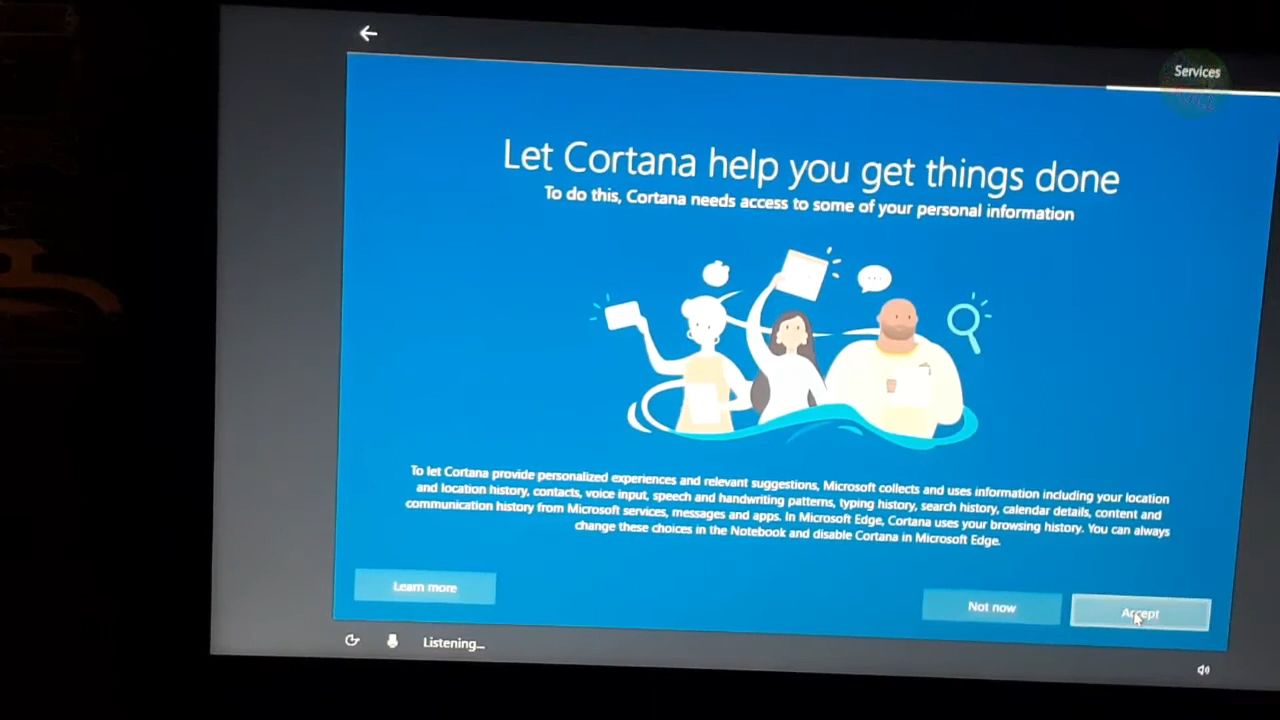 Services
Let Cortana help you get things done
To do this, Cortana needs access to some of your personal information
To let Cortana provide personalized experiences and relevant suggestions, Microsoft collects and uses information including your location
and location history, contacts, voice input, speech and handwriting patterns, typing history, search history, calendar details, content and
communication history from Microsoft services, messages and apps. In Microsoft Edge, Cortana uses your browsing history. You can always
change these choices in the Notebook and disable Cortana in Microsoft Edge.
Learn more
Not now
Accept
Listening...